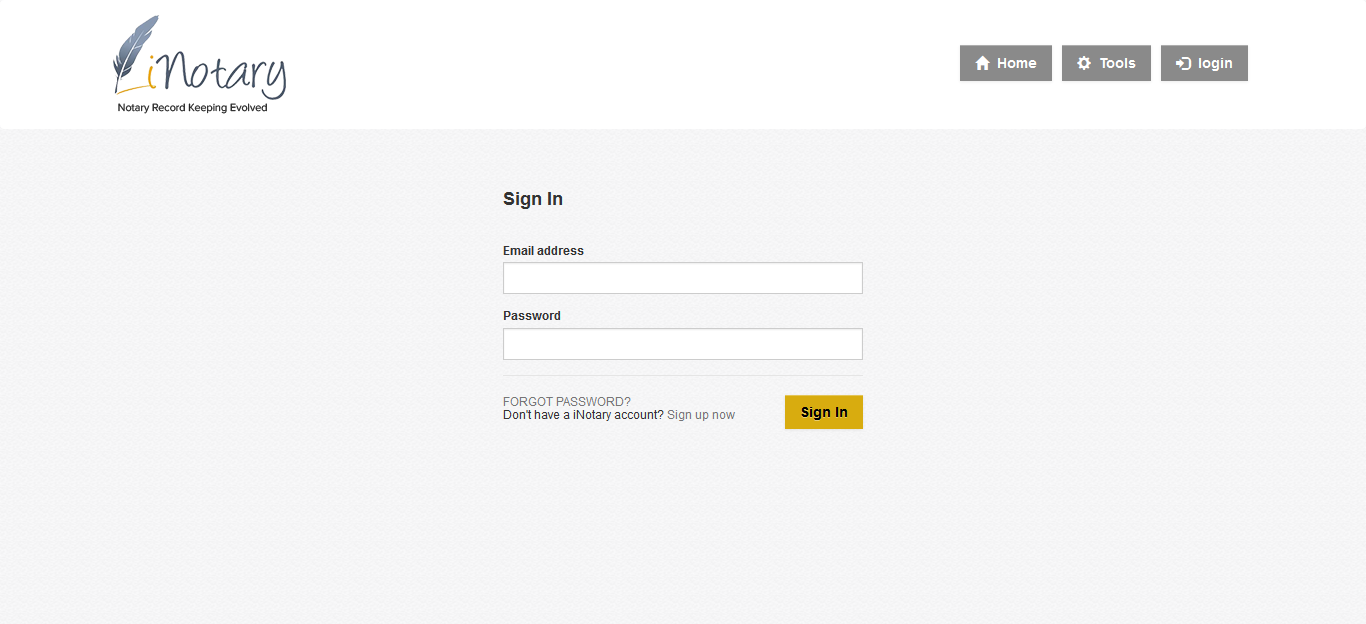 iNotary
Notary Record Keeping Evolved
Home
Tools
login
Sign In
Email address
Password
FORGOT PASSWORD?
Don't have a iNotary account? Sign up now
Sign In